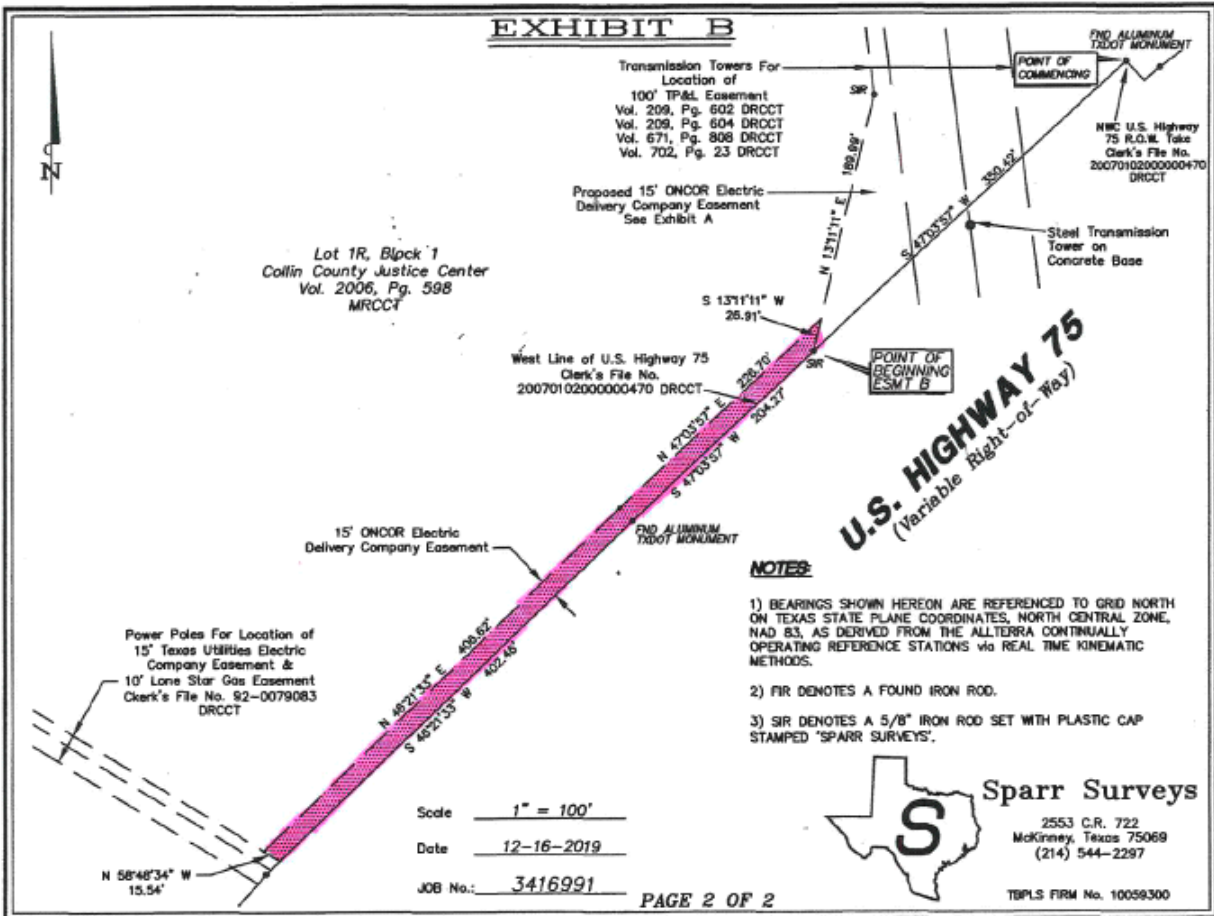 EXHIBIT B
FND ALUMINUM
TXDOT MONUMENT
POINT OF
COMMENCING
Transmission Towers For
Location of
100' TP&L Easement
Vol. 209, Pg. 602 DRCCT
Vol. 209, Pg. 604 DRCCT
Vol. 671, Pg. 808 DRCCT
Vol. 702, Pg. 23 DRCCT
SIR
NWC U.S. Highway
75 R.O.W. Take
Clerk's File No.
20070102000000470
DRCCT
N
189.99'
N 13°11'11" E
350.42'
S 47°03'57" W
Proposed 15' ONCOR Electric
Delivery Company Easement
See Exhibit A
Steel Transmission
Tower on
Concrete Base
Lot 1R, Block 1
Collin County Justice Center
Vol. 2006, Pg. 598
MRCCT
S 13°11'11" W
26.91'
SIR
POINT OF
BEGINNING
ESMT B
West Line of U.S. Highway 75
Clerk's File No.
20070102000000470 DRCCT
N 47°03'57" E 226.70'
S 47°03'57" W 204.27'
U.S. HIGHWAY 75
(Variable Right-of-Way)
FND ALUMINUM
TXDOT MONUMENT
15' ONCOR Electric
Delivery Company Easement
N 46°21'33" E
S 46°21'33" W 402.46'
Power Poles For Location of
15' Texas Utilities Electric
Company Easement &
10' Lone Star Gas Easement
Ckerk's File No. 92-0079083
DRCCT
N 58°48'34" W
15.54'
NOTES:
1) BEARINGS SHOWN HEREON ARE REFERENCED TO GRID NORTH
ON TEXAS STATE PLANE COORDINATES, NORTH CENTRAL ZONE,
NAD 83, AS DERIVED FROM THE ALLTERRA CONTINUALLY
OPERATING REFERENCE STATIONS via REAL TIME KINEMATIC
METHODS.
2) FIR DENOTES A FOUND IRON ROD.
3) SIR DENOTES A 5/8" IRON ROD SET WITH PLASTIC CAP
STAMPED "SPARR SURVEYS".
Scale 1" = 100'
Date 12-16-2019
JOB No.: 3416991
PAGE 2 OF 2
S
Sparr Surveys
2553 C.R. 722
McKinney, Texas 75069
(214) 544-2297
TBPLS FIRM No. 10059300